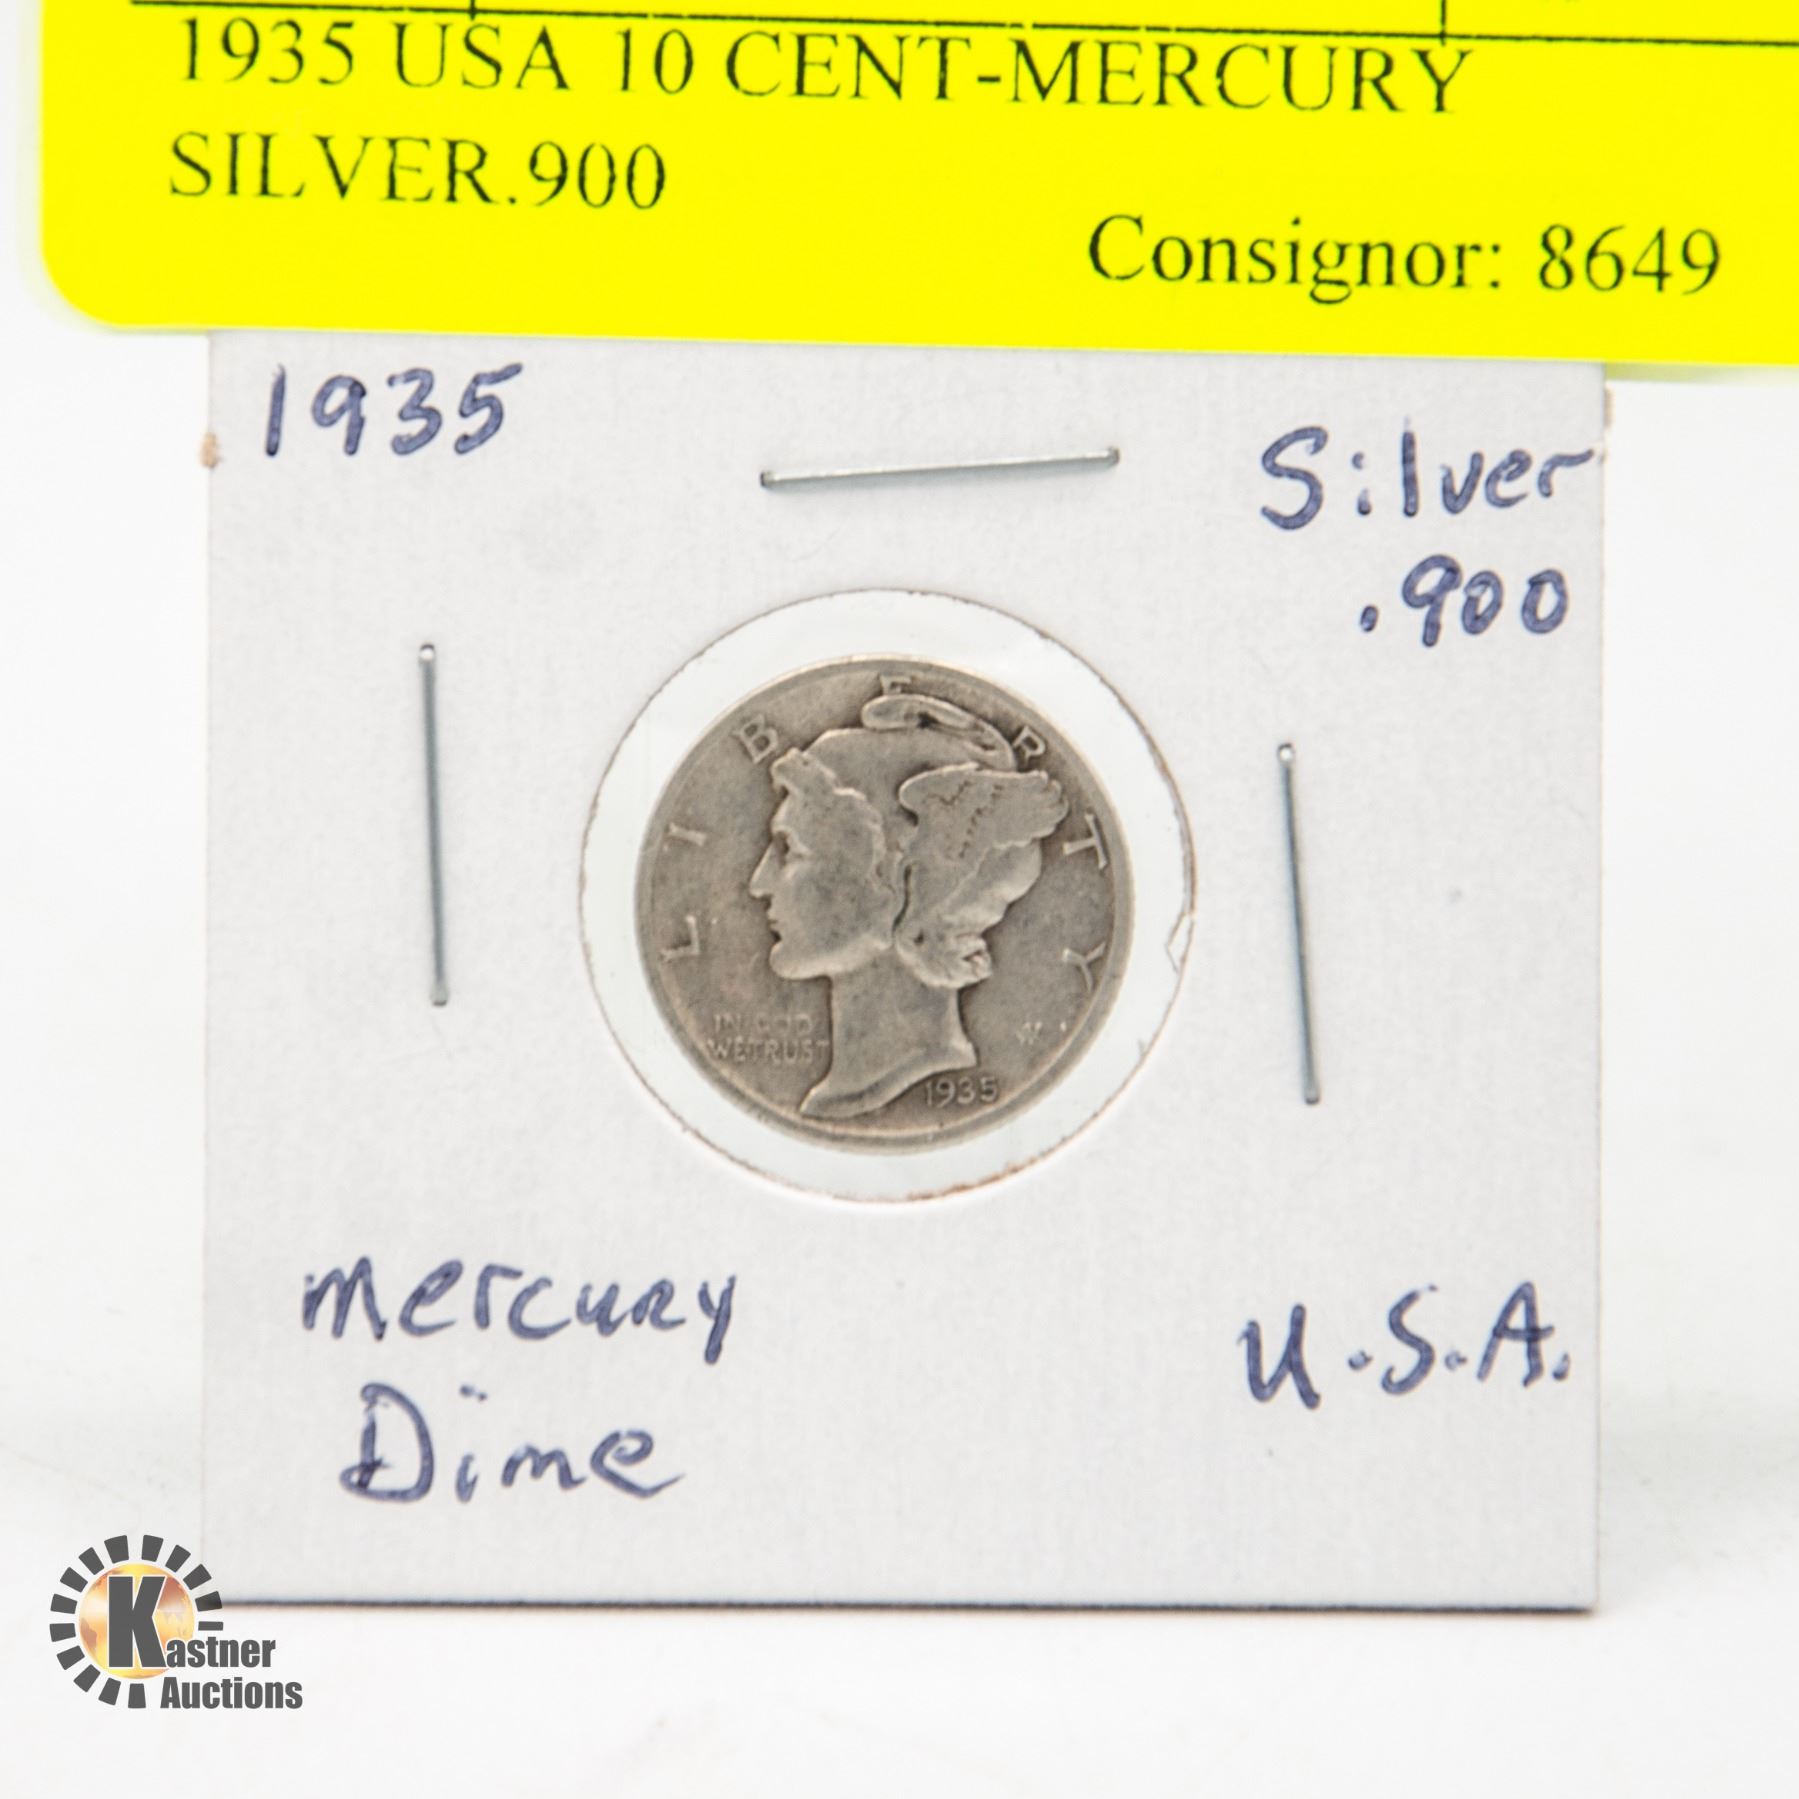 1935 USA 10 CENT-MERCURY
SILVER.900
Consignor: 8649
1935
Silver
.900
LIBERTY
IN GOD
WE TRUST
1935
Mercury
Dime
U.S.A.
Kastner
Auctions